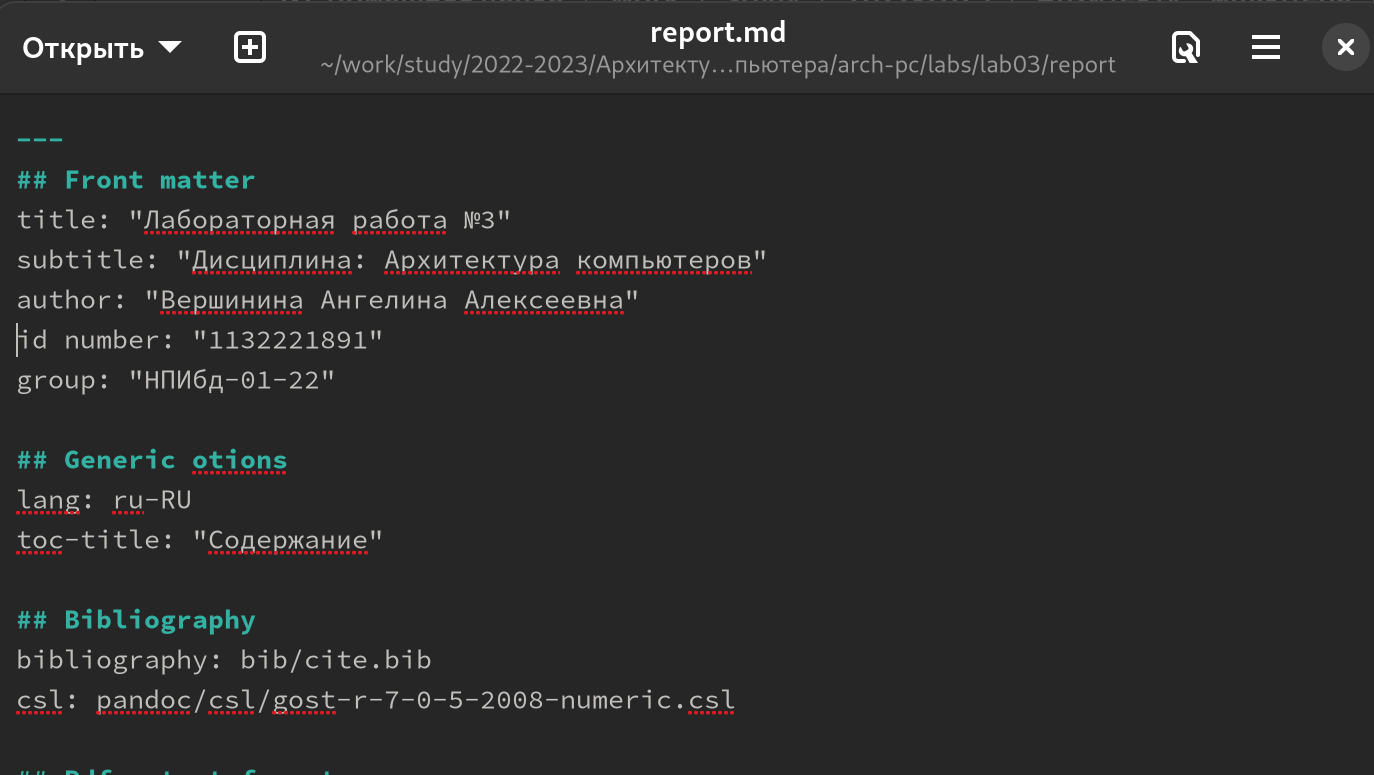 Открыть
report.md
~/work/study/2022-2023/Архитекту…пьютера/arch-pc/labs/lab03/report
---
## Front matter
title: "Лабораторная работа №3"
subtitle: "Дисциплина: Архитектура компьютеров"
author: "Вершинина Ангелина Алексеевна"
id number: "1132221891"
group: "НПИбд-01-22"
## Generic otions
lang: ru-RU
toc-title: "Содержание"
## Bibliography
bibliography: bib/cite.bib
csl: pandoc/csl/gost-r-7-0-5-2008-numeric.csl